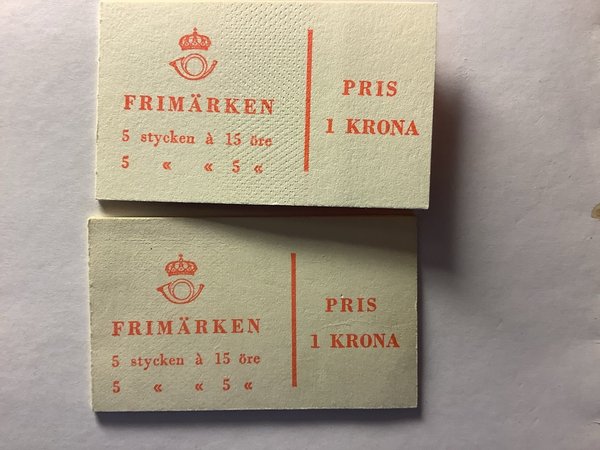 FRIMÄRKEN
5 stycken à 15 öre
5 « « 5 «
PRIS
1 KRONA
FRIMÄRKEN
5 stycken à 15 öre
5 « « 5 «
PRIS
1 KRONA